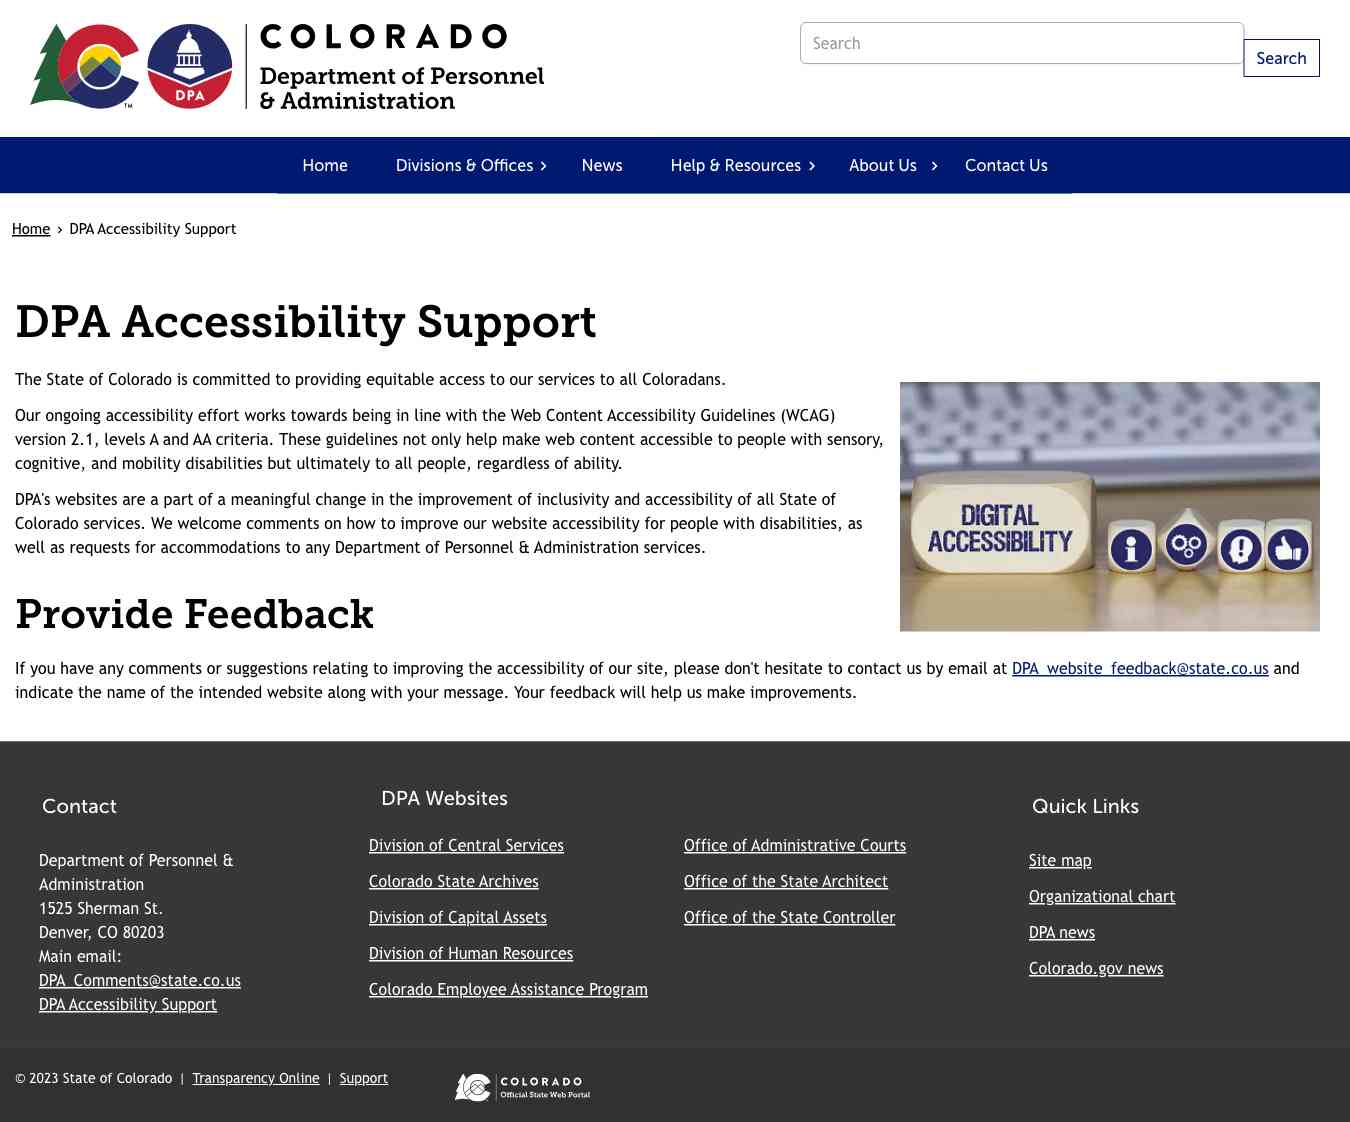 COLORADO
Department of Personnel
& Administration
DPA
TM
Search
Search
Home
Divisions & Offices
News
Help & Resources
About Us
Contact Us
Home › DPA Accessibility Support
DPA Accessibility Support
The State of Colorado is committed to providing equitable access to our services to all Coloradans.
Our ongoing accessibility effort works towards being in line with the Web Content Accessibility Guidelines (WCAG)
version 2.1, levels A and AA criteria. These guidelines not only help make web content accessible to people with sensory,
cognitive, and mobility disabilities but ultimately to all people, regardless of ability.
DPA's websites are a part of a meaningful change in the improvement of inclusivity and accessibility of all State of
Colorado services. We welcome comments on how to improve our website accessibility for people with disabilities, as
well as requests for accommodations to any Department of Personnel & Administration services.
DIGITAL
ACCESSIBILITY
Provide Feedback
If you have any comments or suggestions relating to improving the accessibility of our site, please don't hesitate to contact us by email at DPA_website_feedback@state.co.us and
indicate the name of the intended website along with your message. Your feedback will help us make improvements.
Contact
Department of Personnel &
Administration
1525 Sherman St.
Denver, CO 80203
Main email:
DPA_Comments@state.co.us
DPA Accessibility Support
DPA Websites
Division of Central Services
Colorado State Archives
Division of Capital Assets
Division of Human Resources
Colorado Employee Assistance Program
Office of Administrative Courts
Office of the State Architect
Office of the State Controller
Quick Links
Site map
Organizational chart
DPA news
Colorado.gov news
© 2023 State of Colorado | Transparency Online | Support
COLORADO
Official State Web Portal